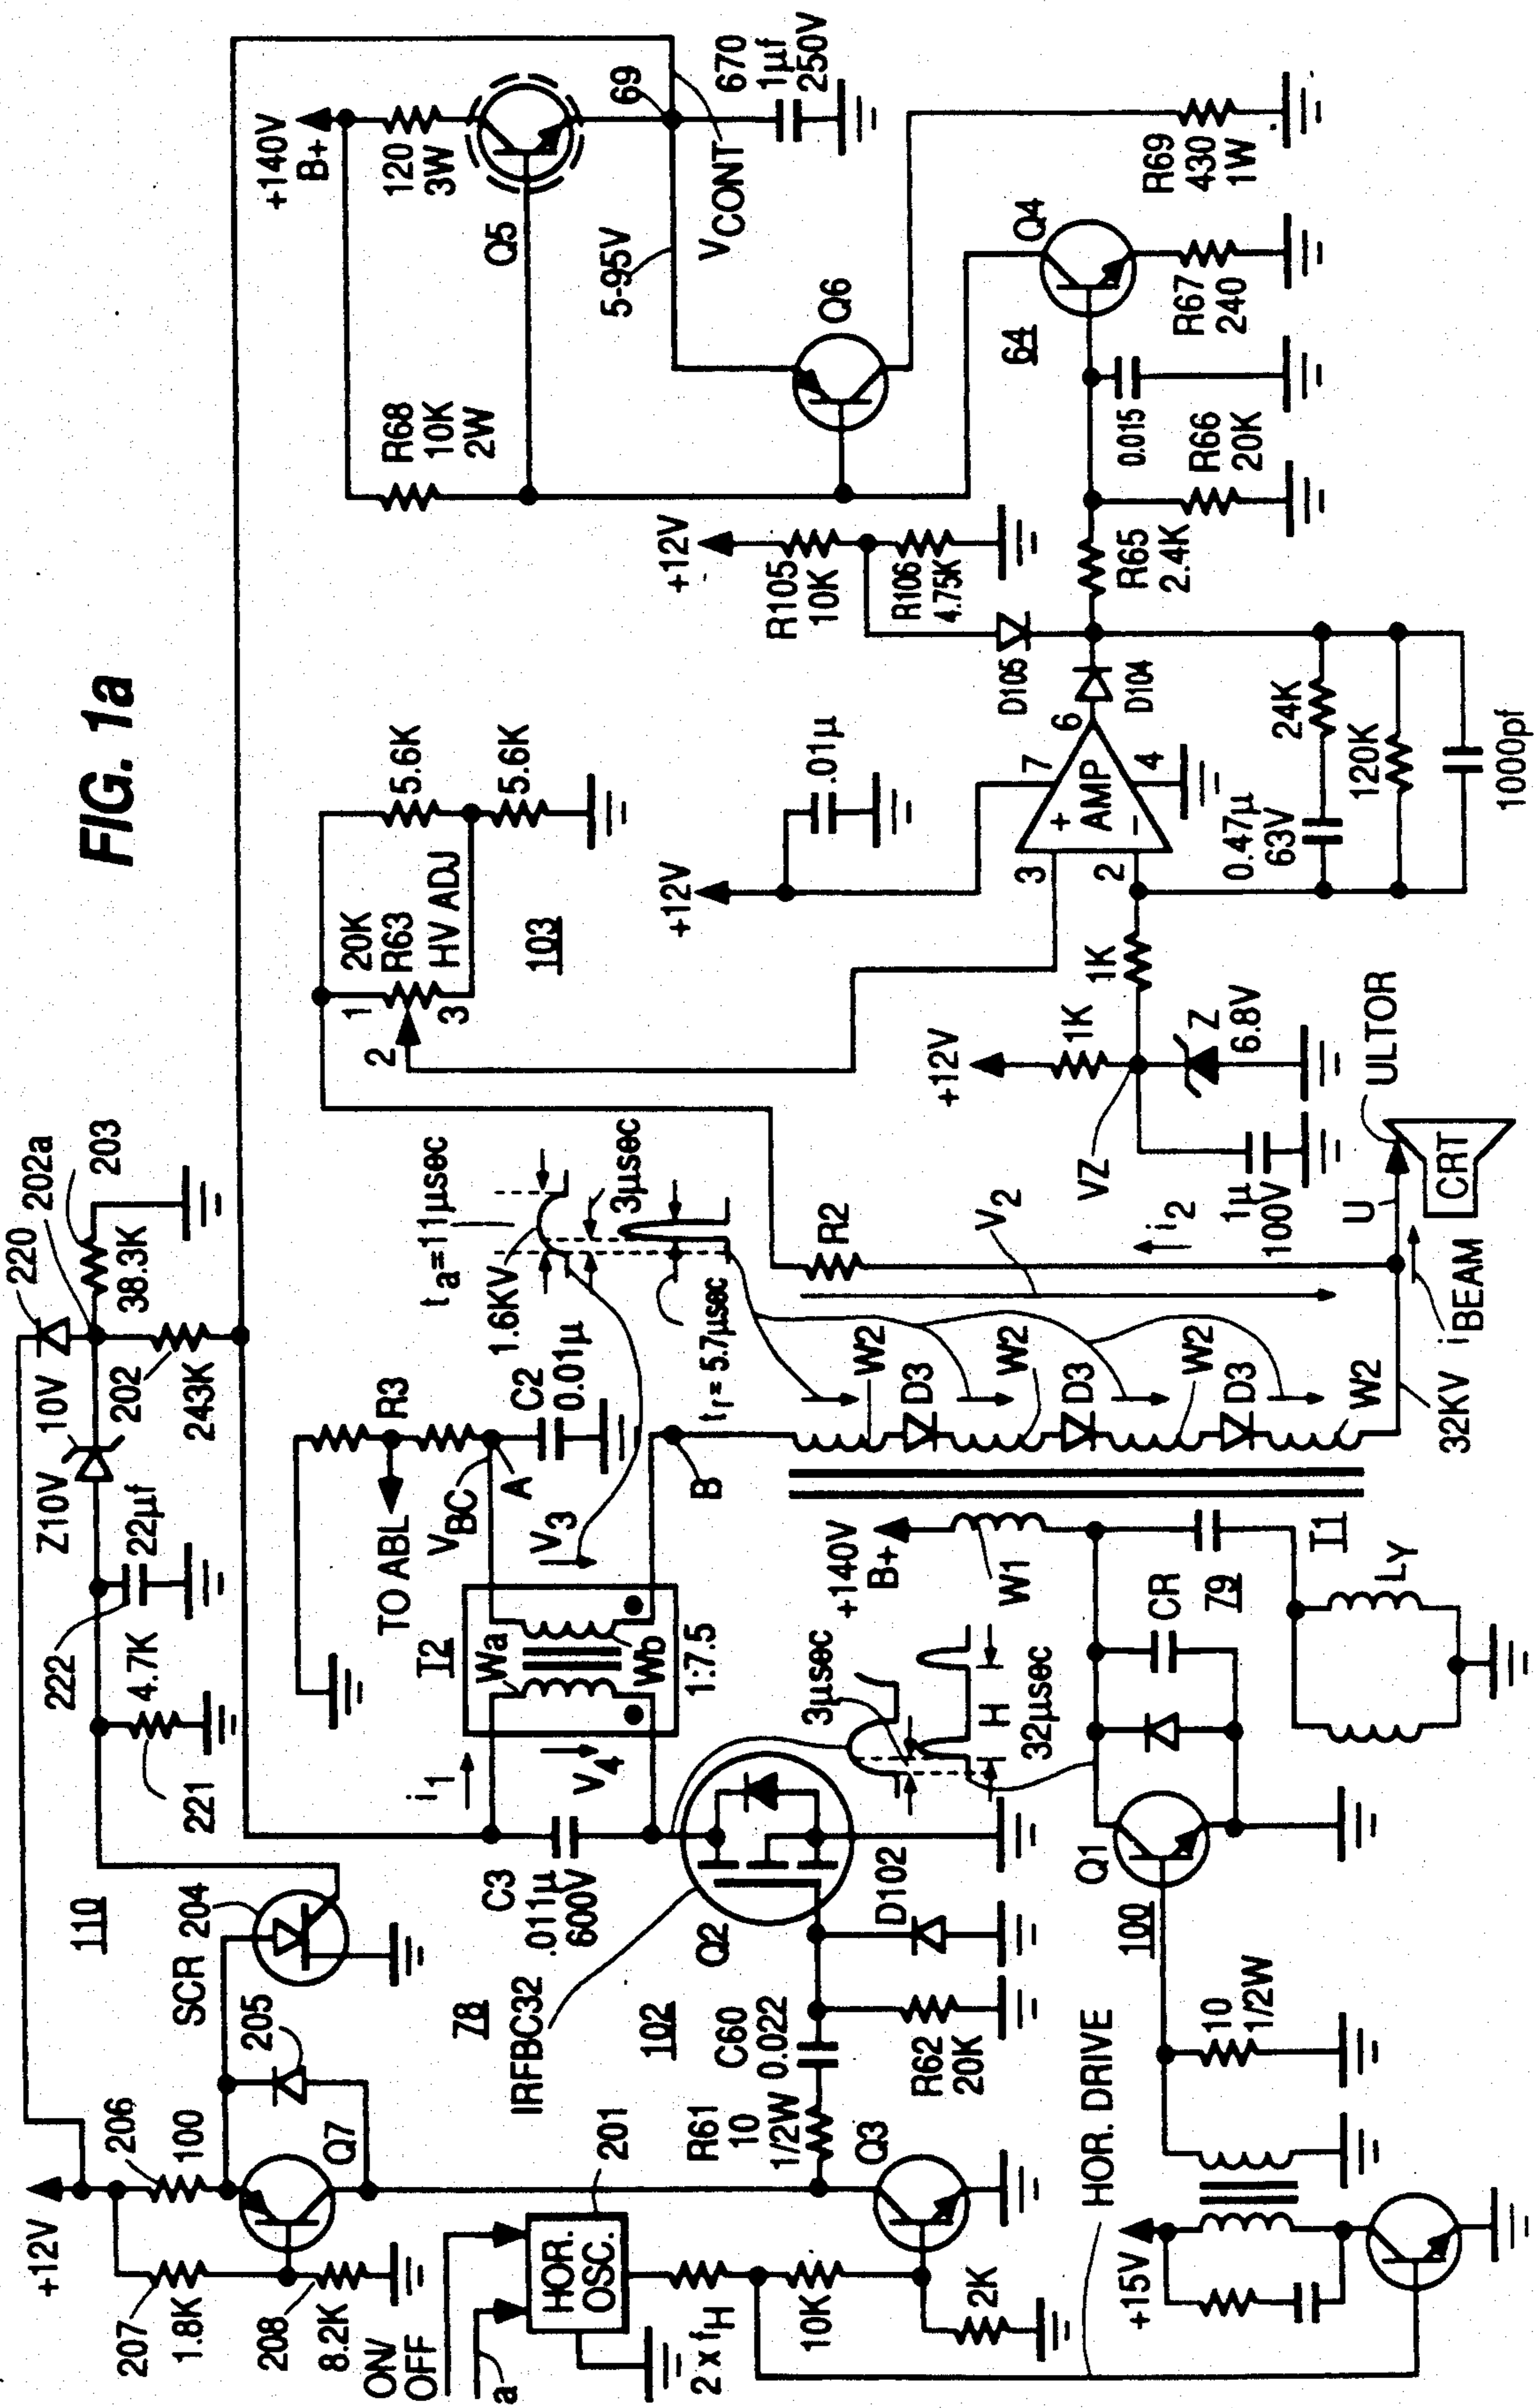 FIG. 1a
+12V
207
1.8K
206
100
Q7
208
8.2K
205
SCR
204
110
221
4.7K
222
22µf
Z10V
10V
220
202a
203
38.3K
202
243K
ON/
OFF
a
HOR.
OSC.
201
2 x fH
10K
2K
Q3
R61
10
1/2W
C60
0.022
R62
20K
D102
102
78
IRFBC32
Q2
C3
.011µ
600V
i1
V4
T2
Wa
Wb
1:7.5
V3
VBC
A
TO ABL
R3
C2
0.01µ
B
ta=11µsec
1.6KV
3µsec
tr=5.7µsec
3µsec
H
32µsec
HOR. DRIVE
+15V
10
1/2W
100
Q1
CR
79
LY
T1
+140V
B+
W1
W2
D3
W2
D3
W2
D3
W2
32KV
iBEAM
U
CRT
ULTOR
R2
V2
i2
20K
R63
HV ADJ
1
2
3
103
5.6K
5.6K
+12V
.01µ
+12V
1K
1K
VZ
Z
6.8V
1µ
100V
3
2
+
AMP
−
7
6
4
D104
D105
0.47µ
63V
24K
120K
1000pf
+12V
R105
10K
R106
4.75K
R65
2.4K
R66
20K
0.015
64
R67
240
Q4
R69
430
1W
Q6
R68
10K
2W
Q5
+140V
B+
120
3W
69
5-95V
VCONT
670
1µf
250V